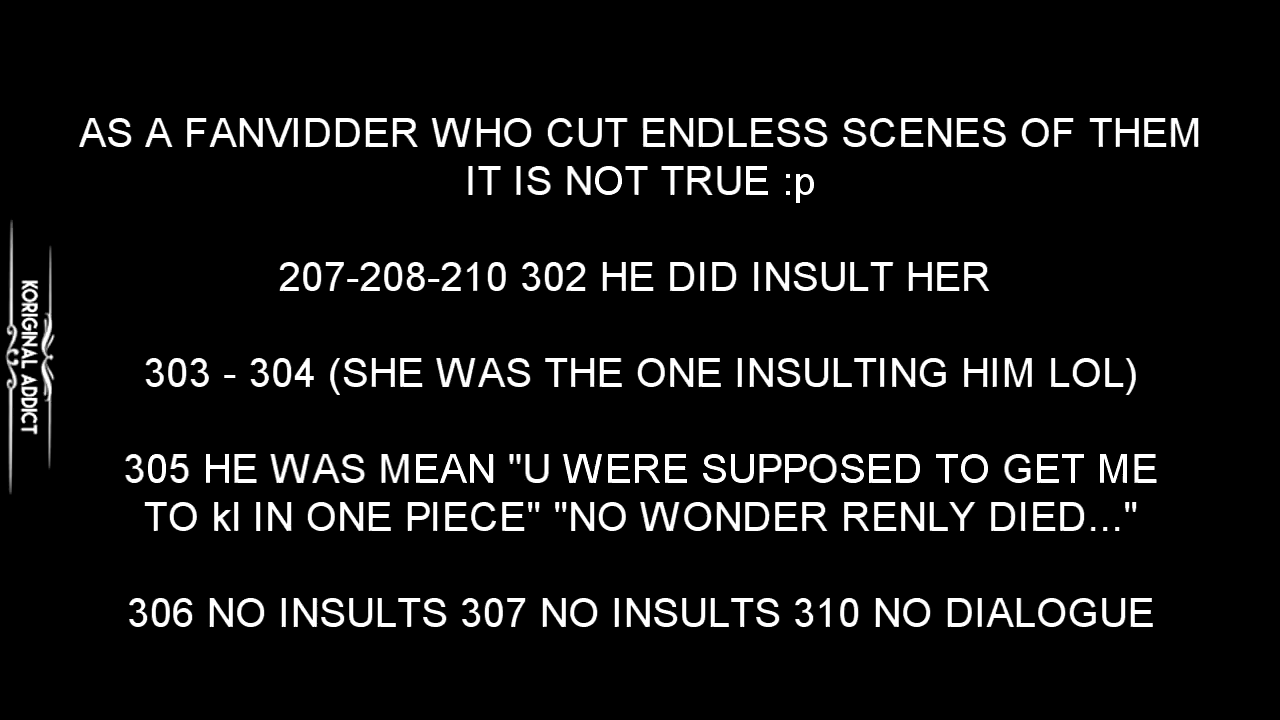 AS A FANVIDDER WHO CUT ENDLESS SCENES OF THEM
IT IS NOT TRUE :p
207-208-210 302 HE DID INSULT HER
303 - 304 (SHE WAS THE ONE INSULTING HIM LOL)
305 HE WAS MEAN "U WERE SUPPOSED TO GET ME
TO kl IN ONE PIECE" "NO WONDER RENLY DIED..."
306 NO INSULTS 307 NO INSULTS 310 NO DIALOGUE
KORIGINAL ADDICT